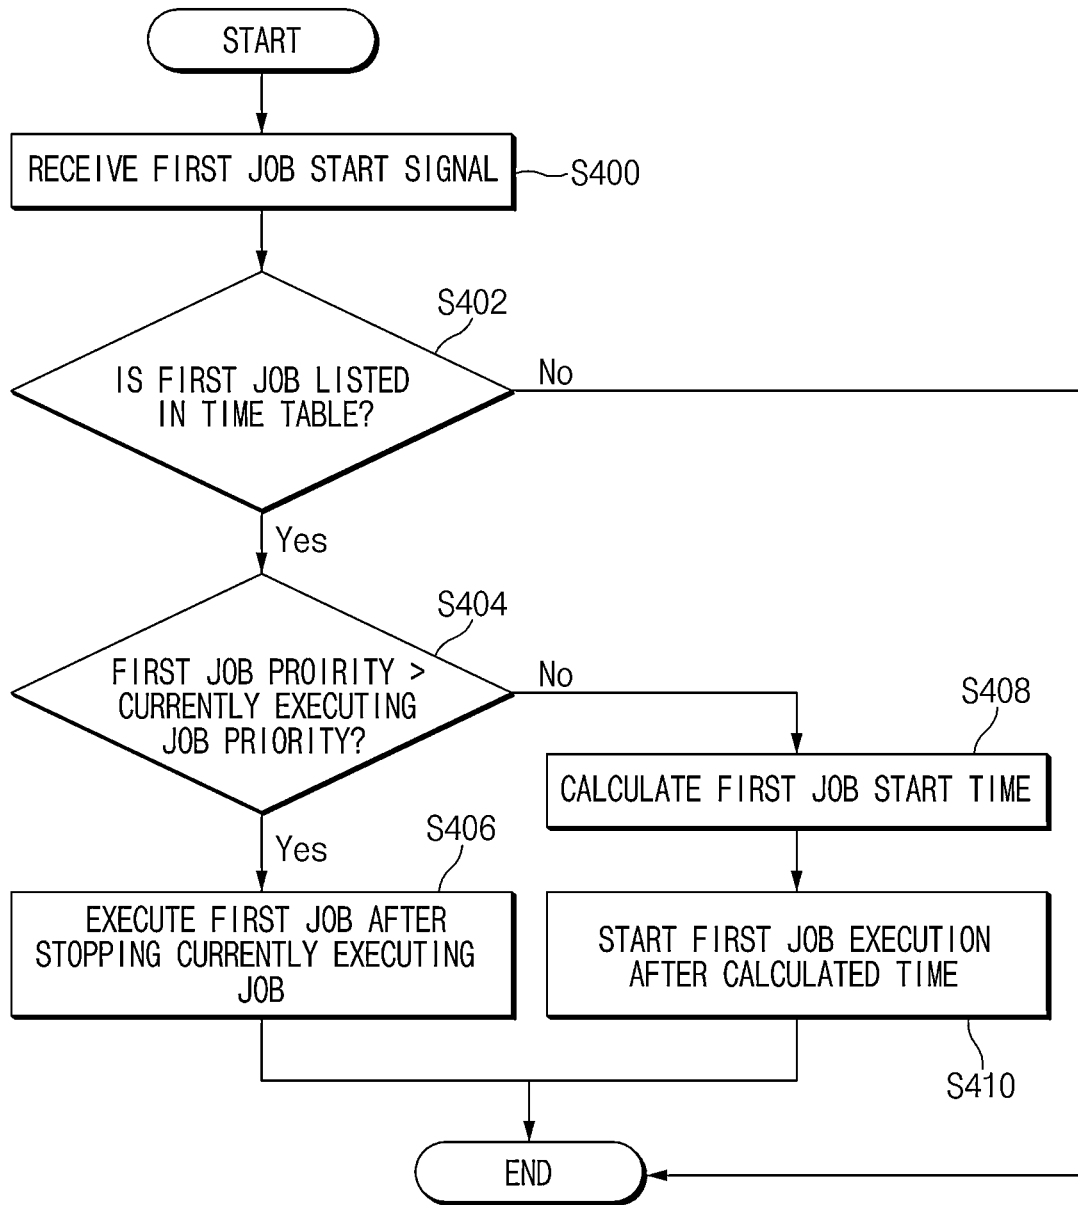 START
RECEIVE FIRST JOB START SIGNAL
S400
S402
IS FIRST JOB LISTED
IN TIME TABLE?
No
Yes
S404
FIRST JOB PROIRITY >
CURRENTLY EXECUTING
JOB PRIORITY?
No
S408
CALCULATE FIRST JOB START TIME
Yes
S406
EXECUTE FIRST JOB AFTER
STOPPING CURRENTLY EXECUTING
JOB
START FIRST JOB EXECUTION
AFTER CALCULATED TIME
S410
END